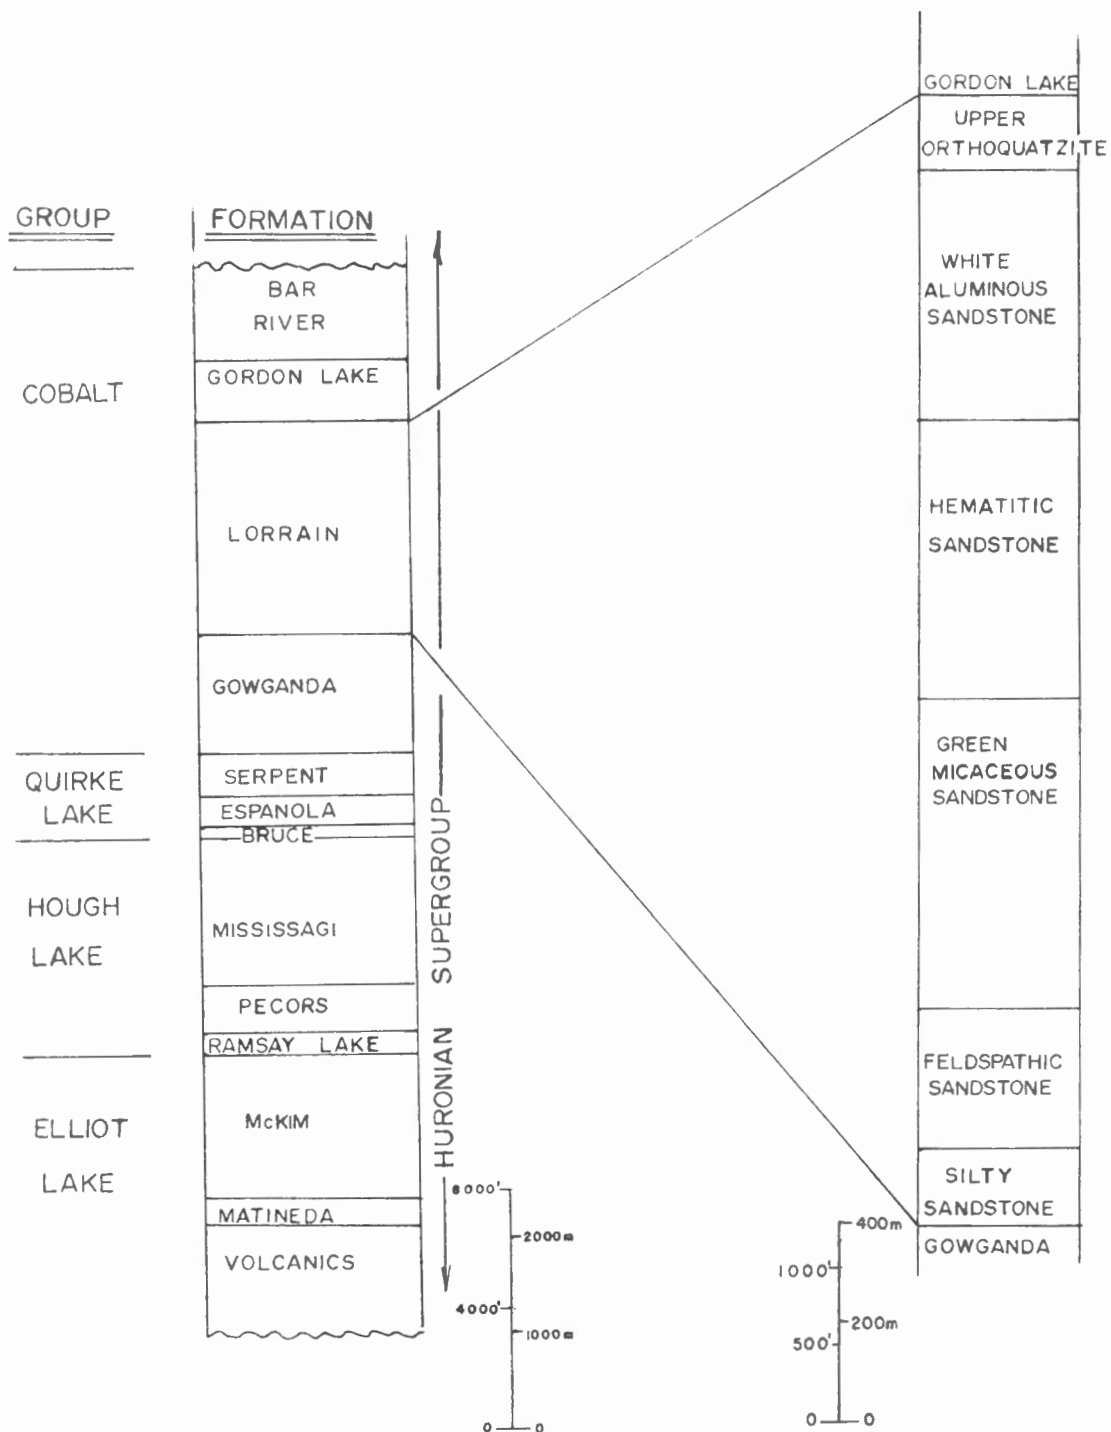 GROUP
FORMATION
BAR
RIVER
GORDON LAKE
COBALT
LORRAIN
GOWGANDA
QUIRKE
LAKE
SERPENT
ESPANOLA
BRUCE
HOUGH
LAKE
MISSISSAGI
PECORS
RAMSAY LAKE
ELLIOT
LAKE
McKIM
MATINEDA
VOLCANICS
HURONIAN SUPERGROUP
8000'
2000m
4000'
1000m
0 0
GORDON LAKE
UPPER
ORTHOQUATZITE
WHITE
ALUMINOUS
SANDSTONE
HEMATITIC
SANDSTONE
GREEN
MICACEOUS
SANDSTONE
FELDSPATHIC
SANDSTONE
SILTY
SANDSTONE
GOWGANDA
400m
1000'
200m
500'
0 0